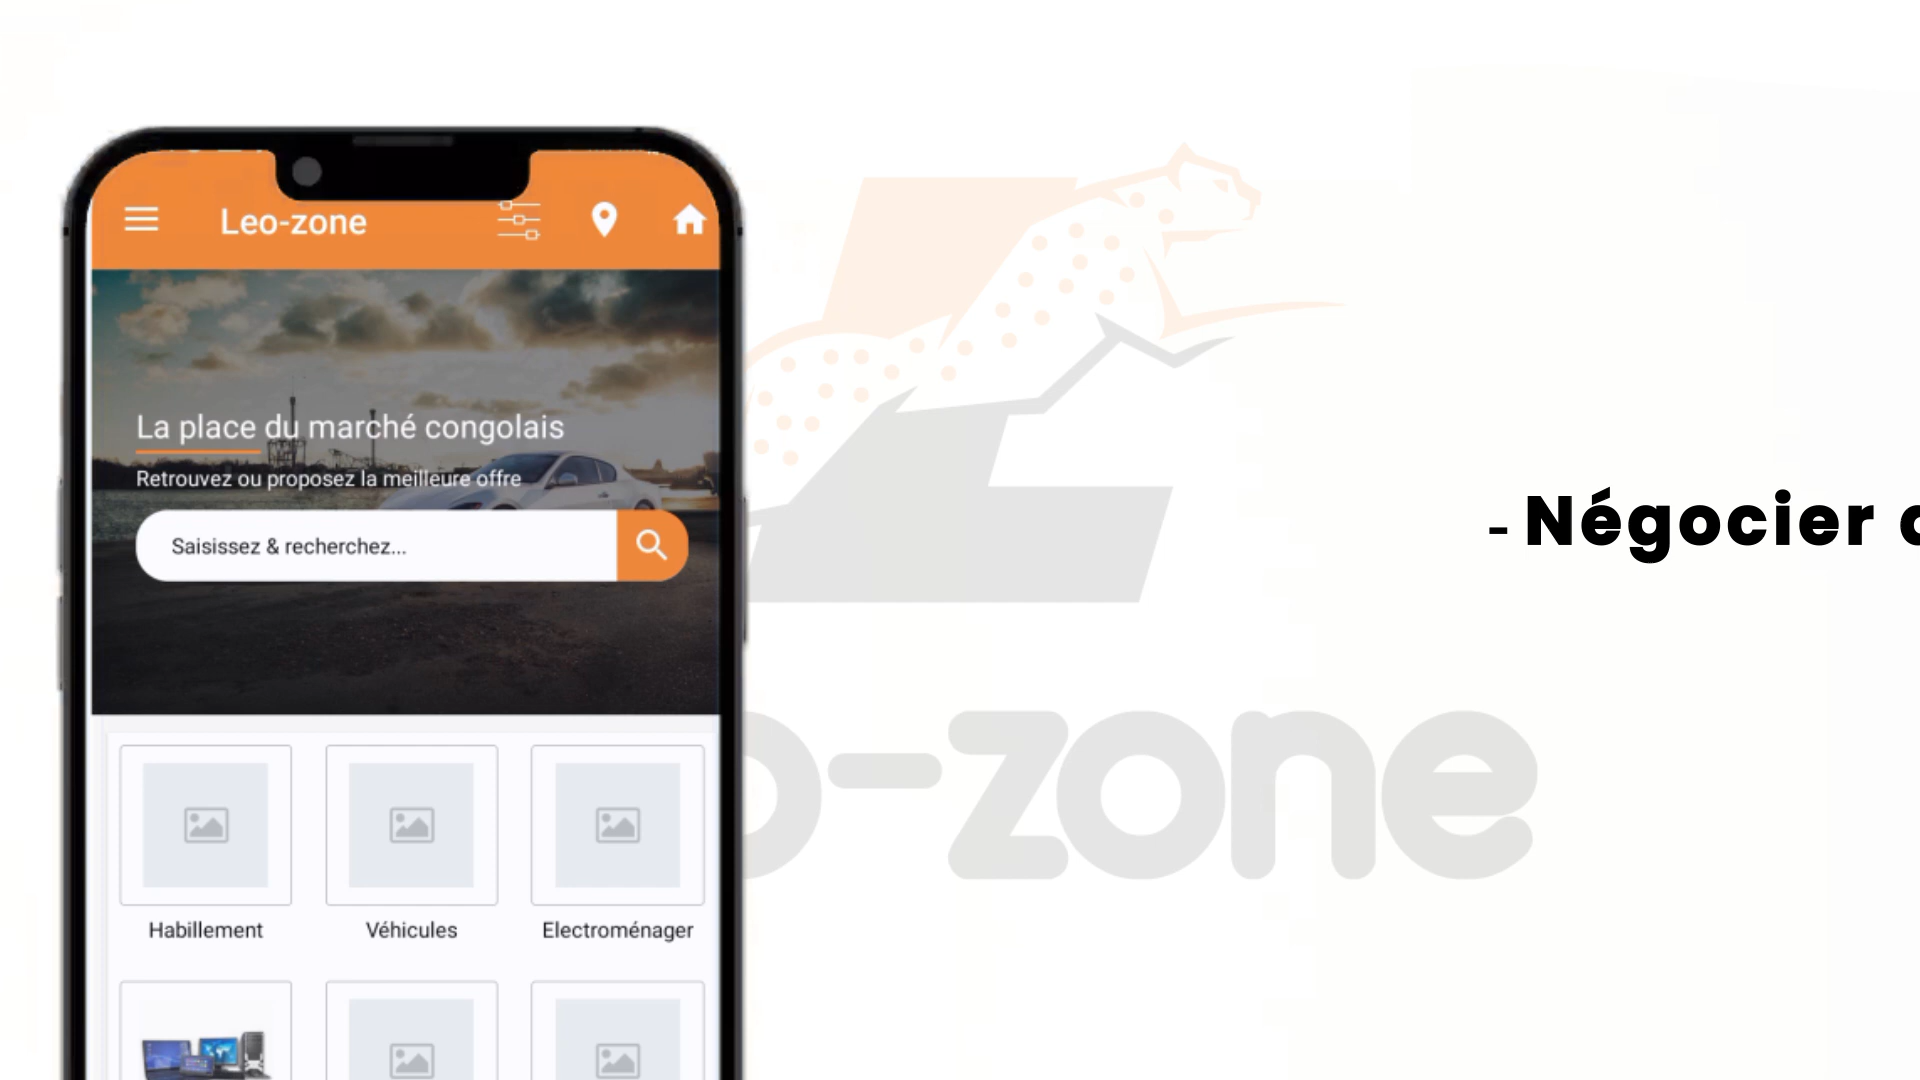 Leo-zone
La place du marché congolais
Retrouvez ou proposez la meilleure offre
Saisissez & recherchez...
Habillement
Véhicules
Electroménager
- Négocier
-zone